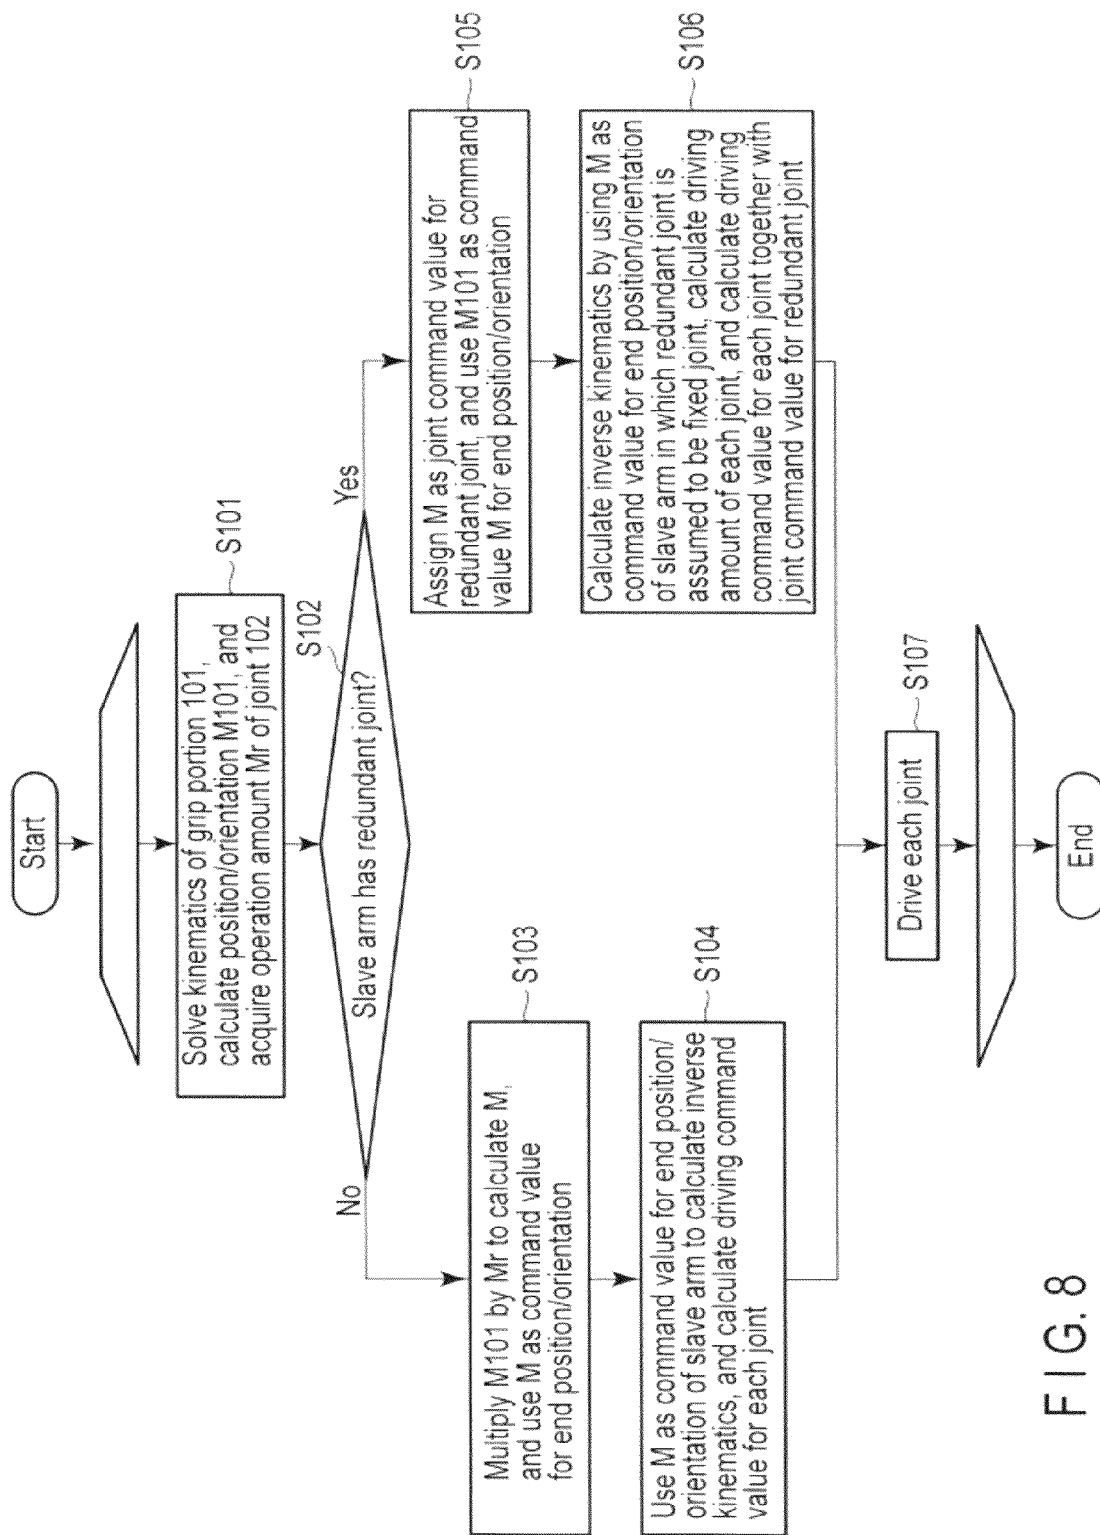 Start
Solve kinematics of grip portion 101,
calculate position/orientation M101, and
acquire operation amount Mr of joint 102
S101
Slave arm has redundant joint?
S102
No
Yes
Multiply M101 by Mr to calculate M,
and use M as command value
for end position/orientation
S103
Use M as command value for end position/
orientation of slave arm to calculate inverse
kinematics, and calculate driving command
value for each joint
S104
Assign M as joint command value for
redundant joint, and use M101 as command
value M for end position/orientation
S105
Calculate inverse kinematics by using M as
command value for end position/orientation
of slave arm in which redundant joint is
assumed to be fixed joint, calculate driving
amount of each joint, and calculate driving
command value for each joint together with
joint command value for redundant joint
S106
Drive each joint
S107
End
FIG. 8